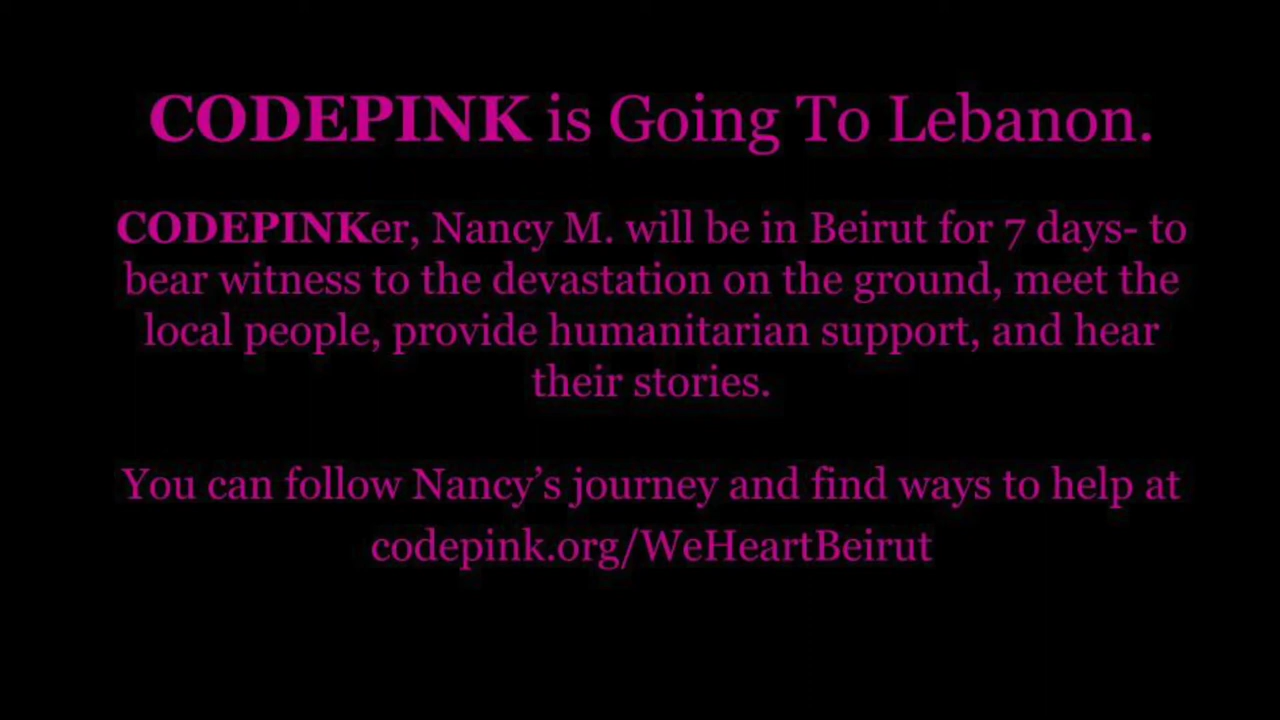 CODEPINK is Going To Lebanon.
CODEPINKer, Nancy M. will be in Beirut for 7 days- to
bear witness to the devastation on the ground, meet the
local people, provide humanitarian support, and hear
their stories.
You can follow Nancy’s journey and find ways to help at
codepink.org/WeHeartBeirut